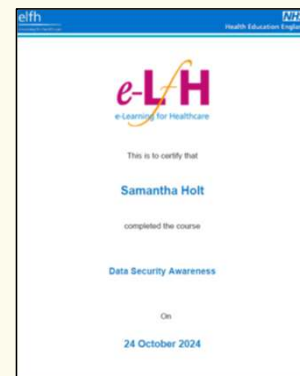 elfh
NHS
Health Education England
e-LfH
e-Learning for Healthcare
This is to certify that
Samantha Holt
completed the course
Data Security Awareness
On
24 October 2024